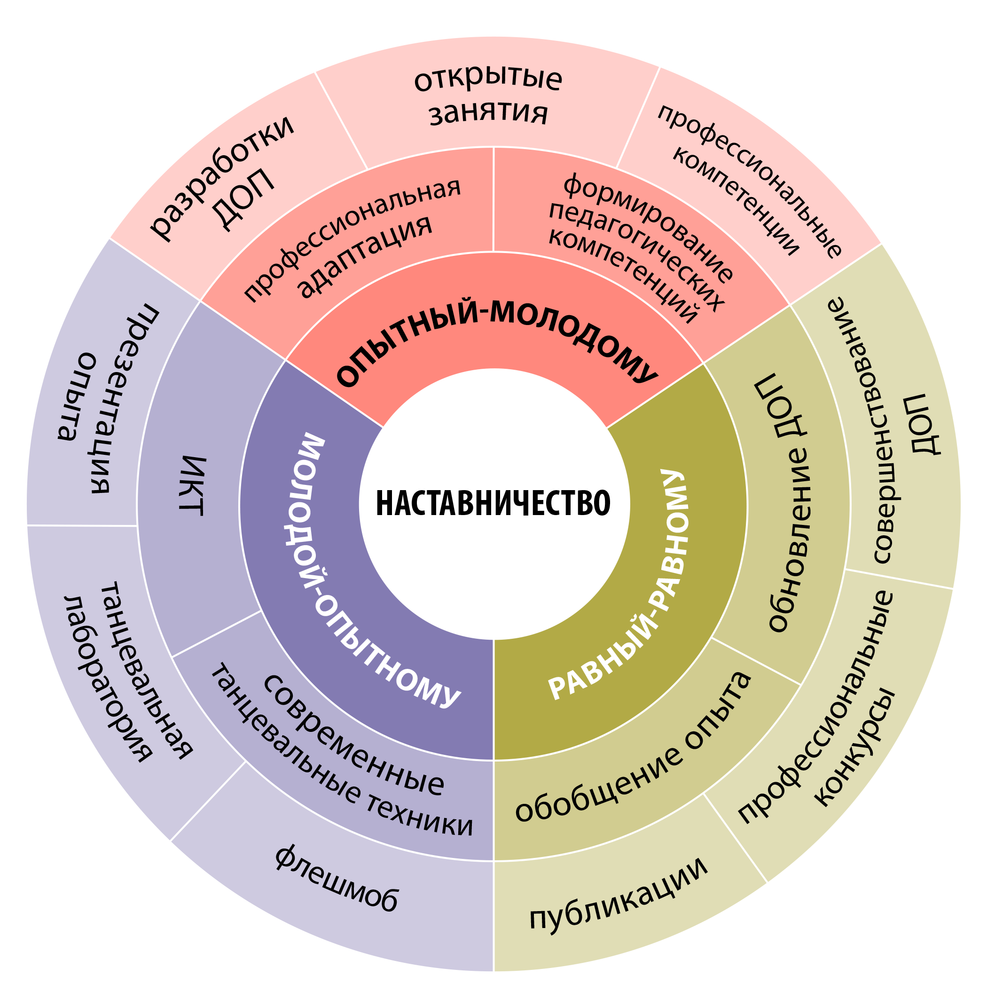 НАСТАВНИЧЕСТВО
ОПЫТНЫЙ-МОЛОДОМУ
профессиональная
адаптация
формирование
педагогических
компетенций
разработки
ДОП
открытые
занятия
профессиональные
компетенции
РАВНЫЙ-РАВНОМУ
обновление ДОП
обобщение опыта
совершенствование
ДОП
профессиональные
конкурсы
публикации
МОЛОДОЙ-ОПЫТНОМУ
ИКТ
современные
танцевальные техники
презентация
опыта
танцевальная
лаборатория
флешмоб